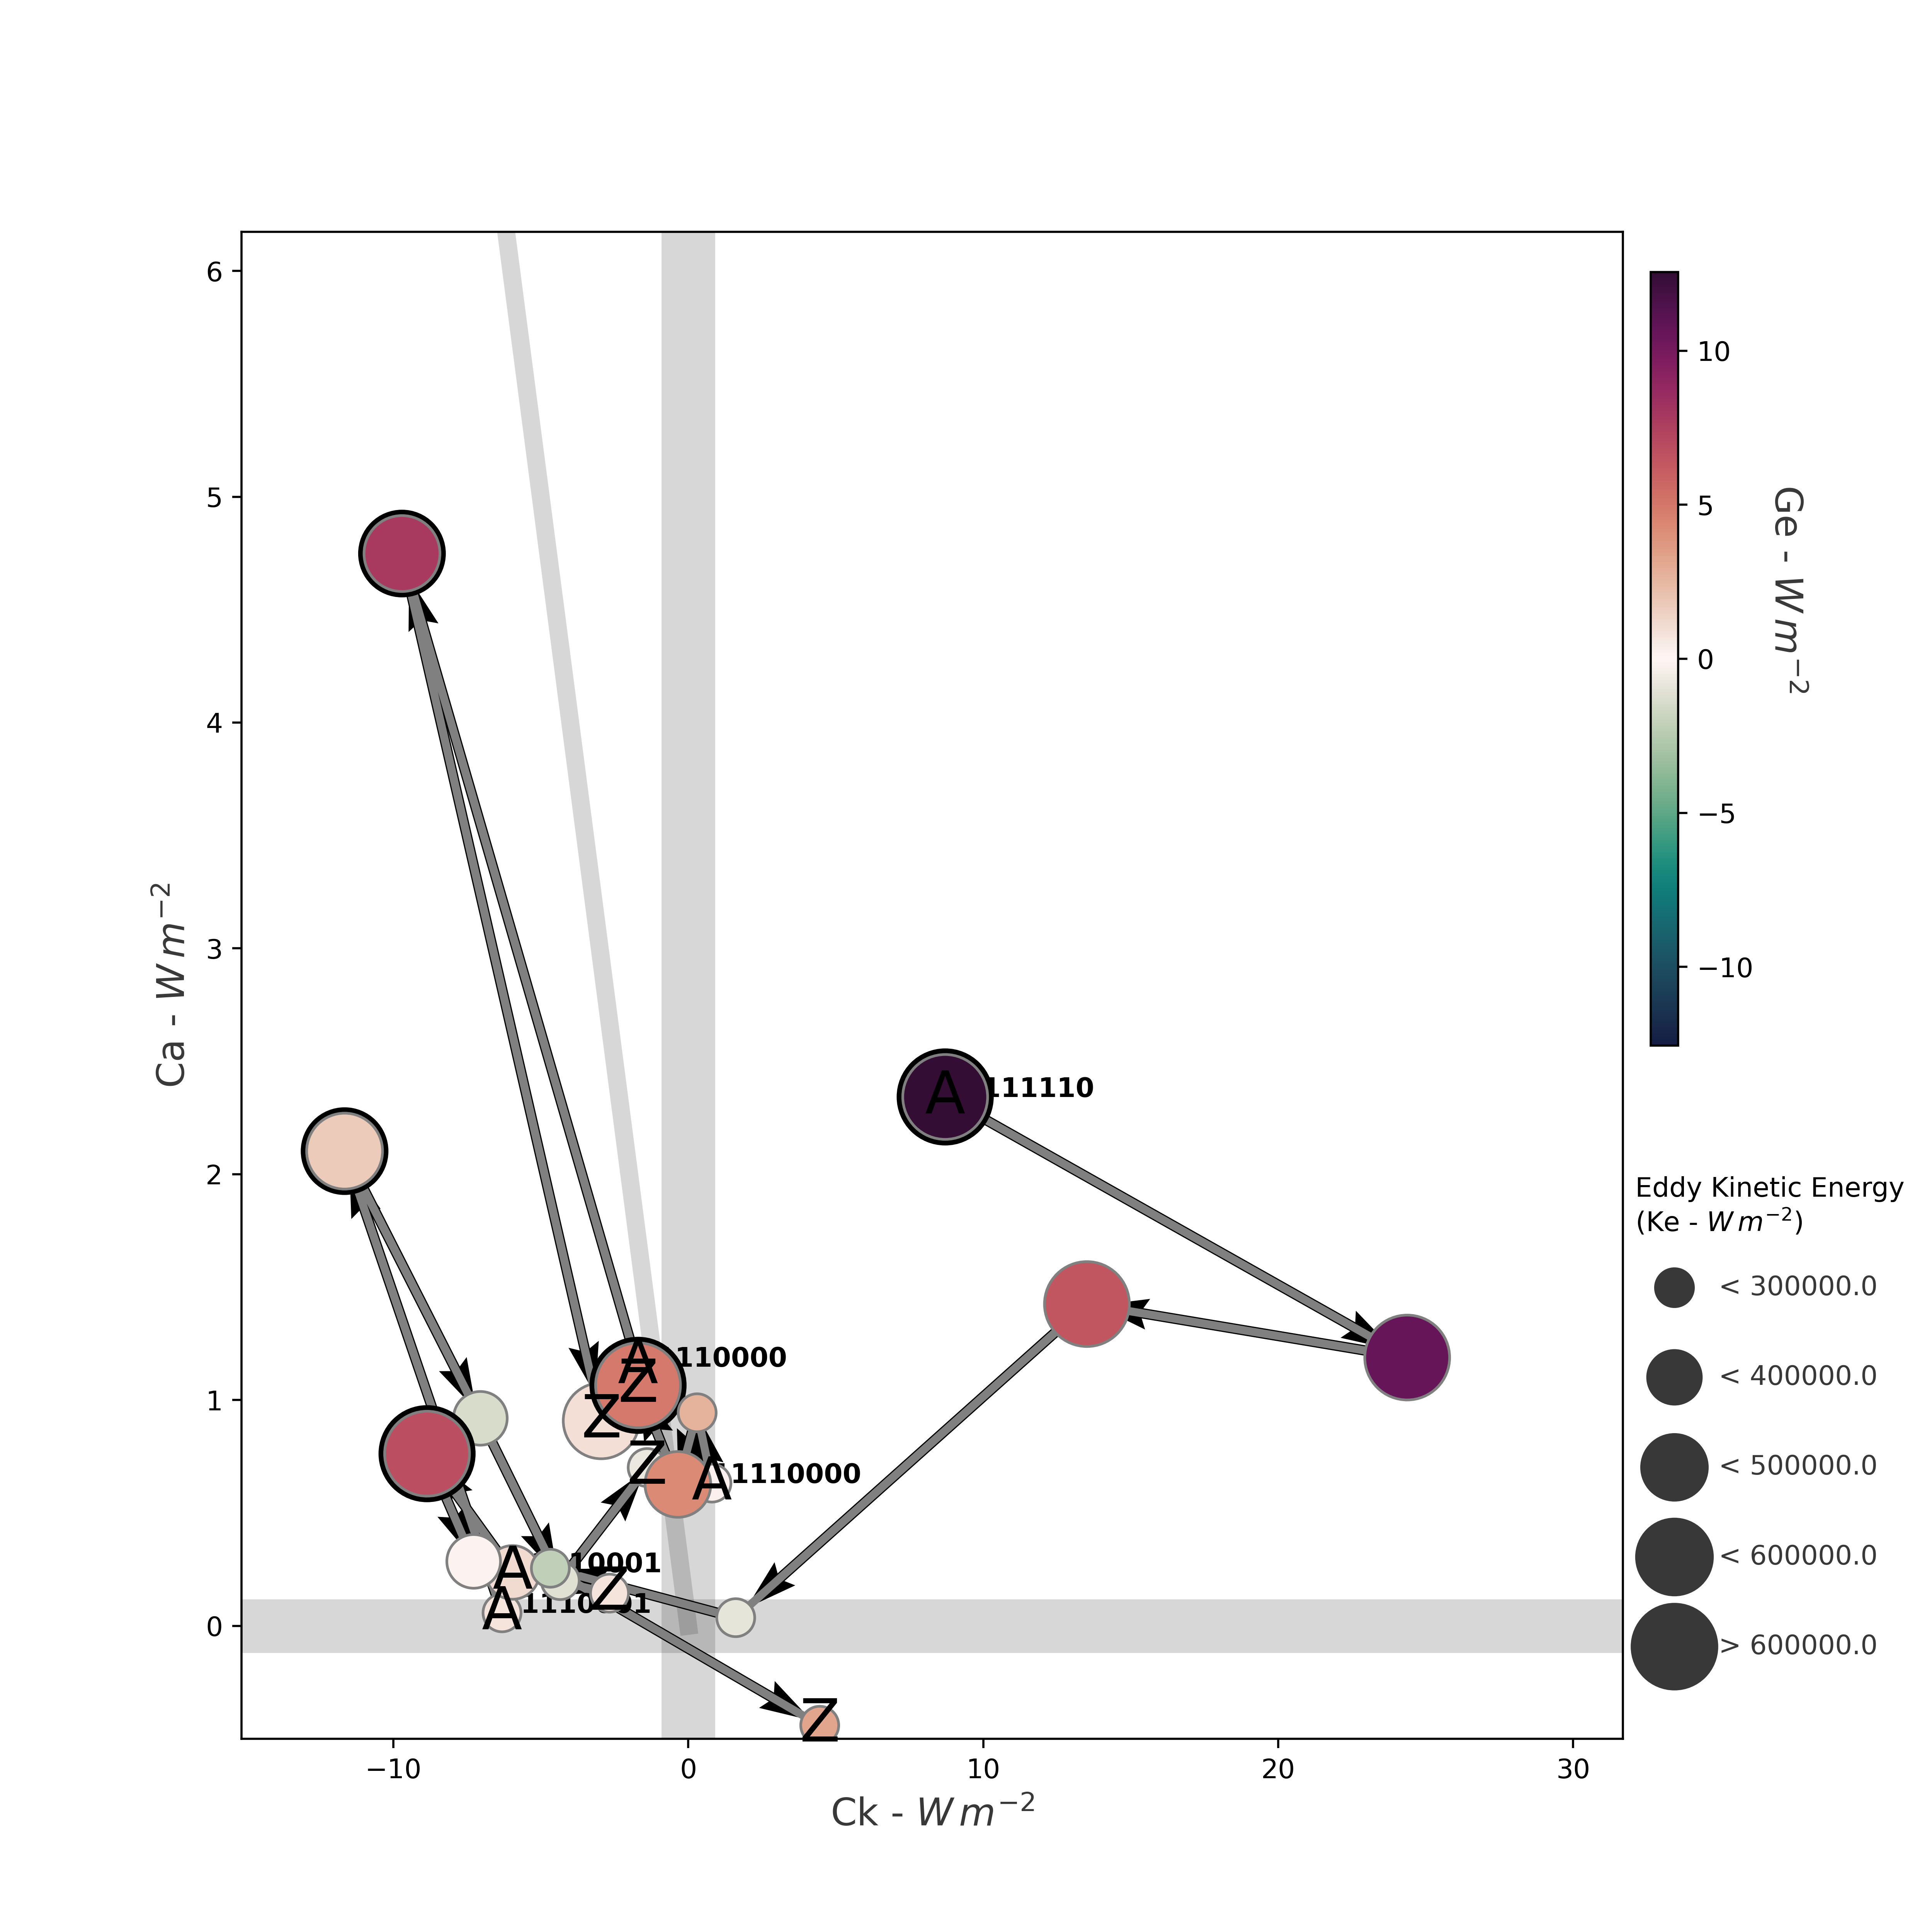 6
5
4
3
2
1
0
Ca - W m⁻²
−10
0
10
20
30
Ck - W m⁻²
A
111110
A
Z
110000
Z
Z
A
1110000
A
10001
Z
A
Z
10
5
0
−5
−10
Ge - W m⁻²
Eddy Kinetic Energy
(Ke - W m⁻²)
< 300000.0
< 400000.0
< 500000.0
< 600000.0
> 600000.0